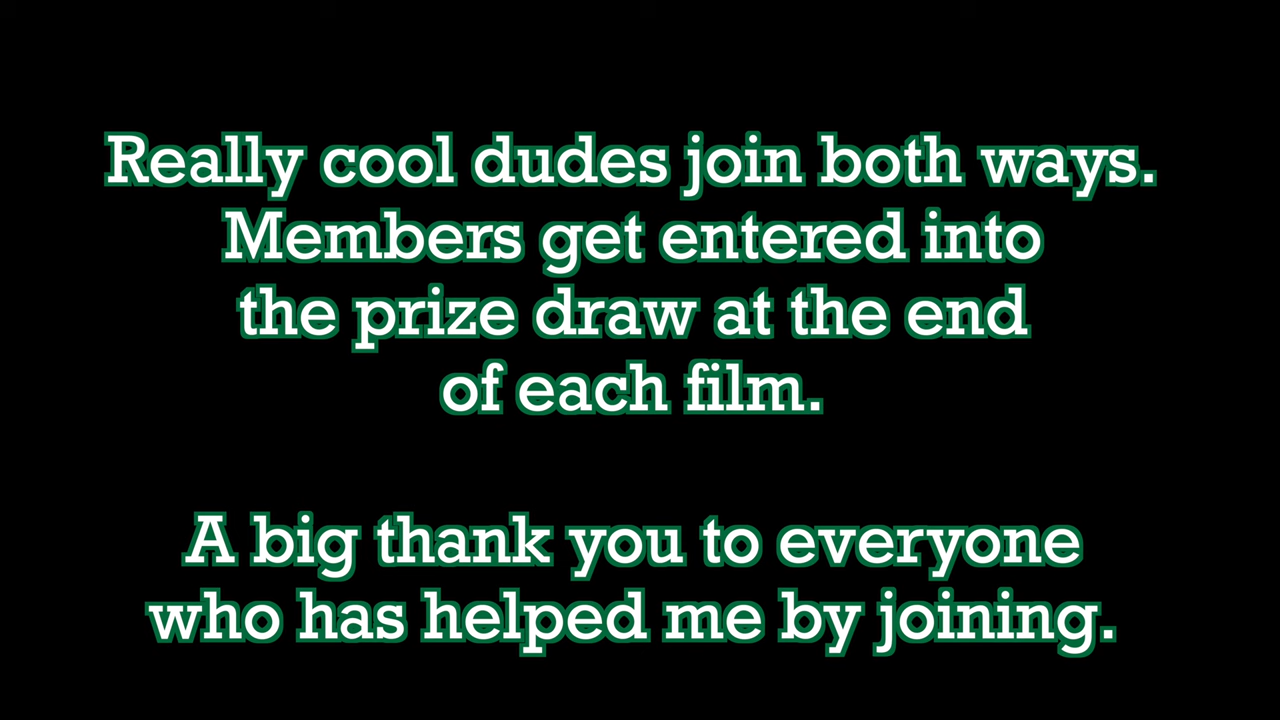 Really cool dudes join both ways.
Members get entered into
the prize draw at the end
of each film.
A big thank you to everyone
who has helped me by joining.